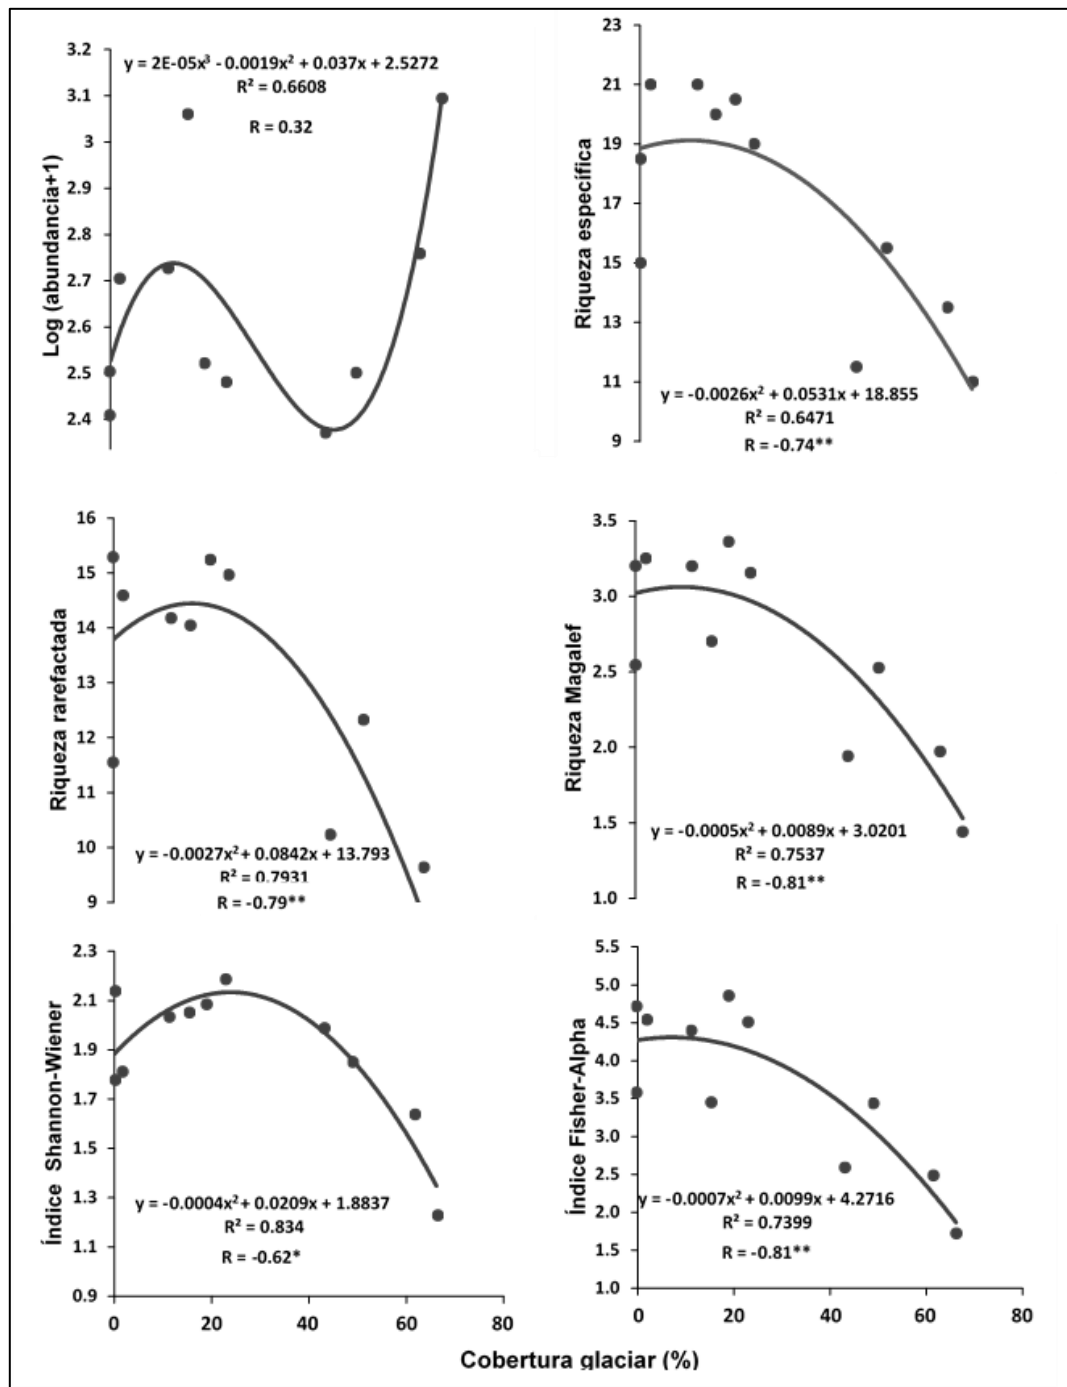 3.2
y = 2E-05x³ - 0.0019x² + 0.037x + 2.5272
R² = 0.6608
R = 0.32
3.1
3
2.9
2.8
2.7
2.6
2.5
2.4
Log (abundancia+1)
23
21
19
17
15
13
11
9
Riqueza específica
y = -0.0026x² + 0.0531x + 18.855
R² = 0.6471
R = -0.74**
16
15
14
13
12
11
10
9
Riqueza rarefactada
y = -0.0027x² + 0.0842x + 13.793
R² = 0.7931
R = -0.79**
3.5
3.0
2.5
2.0
1.5
1.0
Riqueza Magalef
y = -0.0005x² + 0.0089x + 3.0201
R² = 0.7537
R = -0.81**
2.3
2.1
1.9
1.7
1.5
1.3
1.1
0.9
Índice Shannon-Wiener
y = -0.0004x² + 0.0209x + 1.8837
R² = 0.834
R = -0.62*
0 20 40 60 80
5.5
5.0
4.5
4.0
3.5
3.0
2.5
2.0
1.5
1.0
Índice Fisher-Alpha
y = -0.0007x² + 0.0099x + 4.2716
R² = 0.7399
R = -0.81**
0 20 40 60 80
Cobertura glaciar (%)